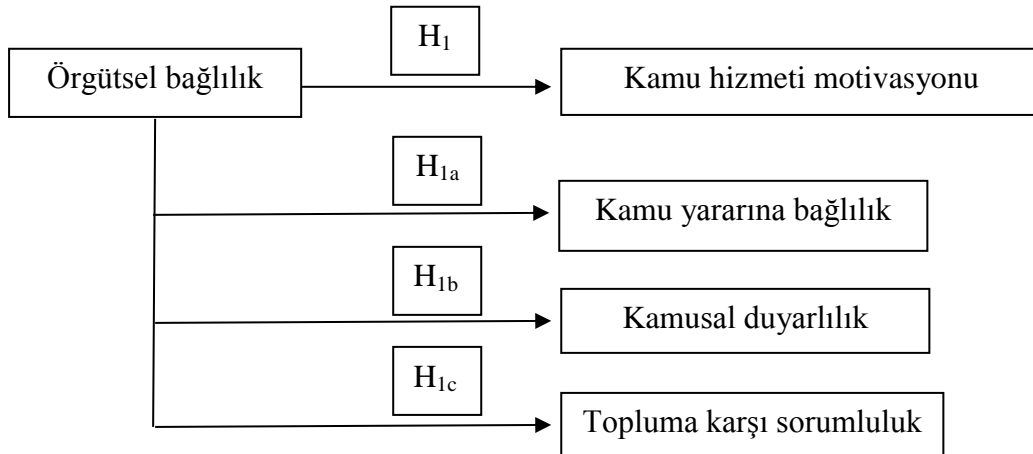 H₁
Örgütsel bağlılık
Kamu hizmeti motivasyonu
H₁ₐ
Kamu yararına bağlılık
H1b
Kamusal duyarlılık
H1c
Topluma karşı sorumluluk